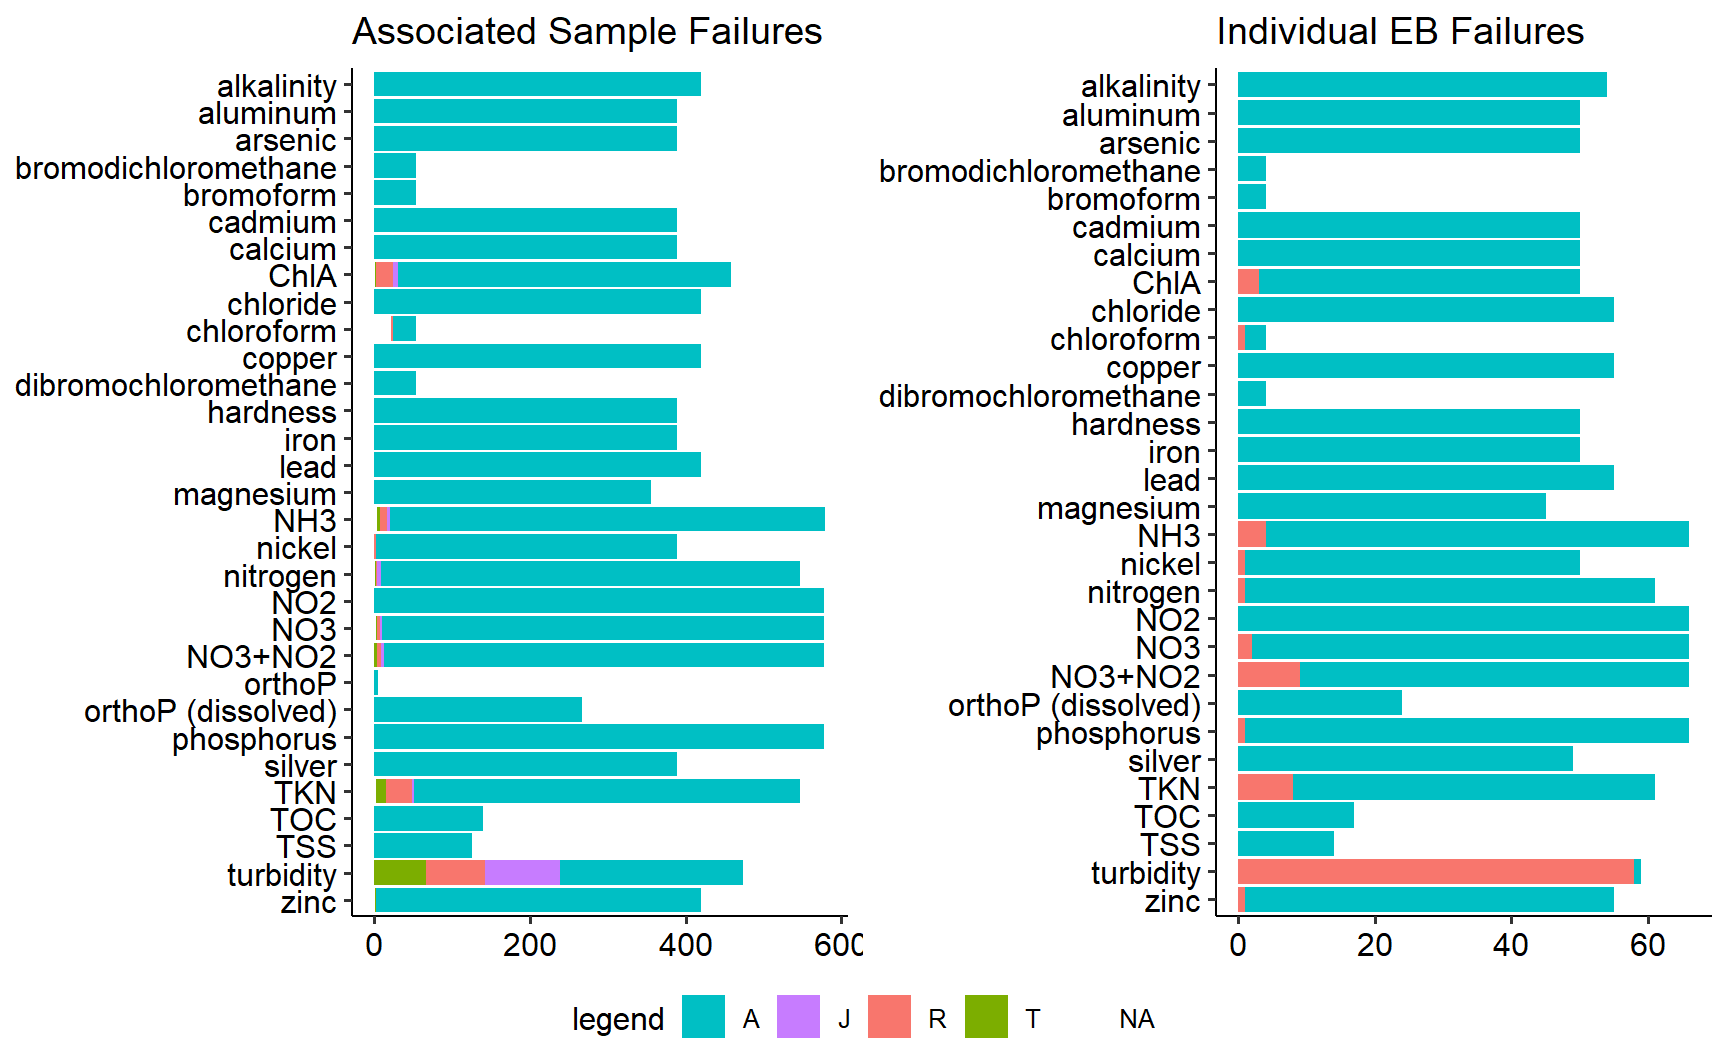 Associated Sample Failures
alkalinity
aluminum
arsenic
bromodichloromethane
bromoform
cadmium
calcium
ChlA
chloride
chloroform
copper
dibromochloromethane
hardness
iron
lead
magnesium
NH3
nickel
nitrogen
NO2
NO3
NO3+NO2
orthoP
orthoP (dissolved)
phosphorus
silver
TKN
TOC
TSS
turbidity
zinc
0 200 400 600
Individual EB Failures
alkalinity
aluminum
arsenic
bromodichloromethane
bromoform
cadmium
calcium
ChlA
chloride
chloroform
copper
dibromochloromethane
hardness
iron
lead
magnesium
NH3
nickel
nitrogen
NO2
NO3
NO3+NO2
orthoP (dissolved)
phosphorus
silver
TKN
TOC
TSS
turbidity
zinc
0 20 40 60
legend A J R T NA